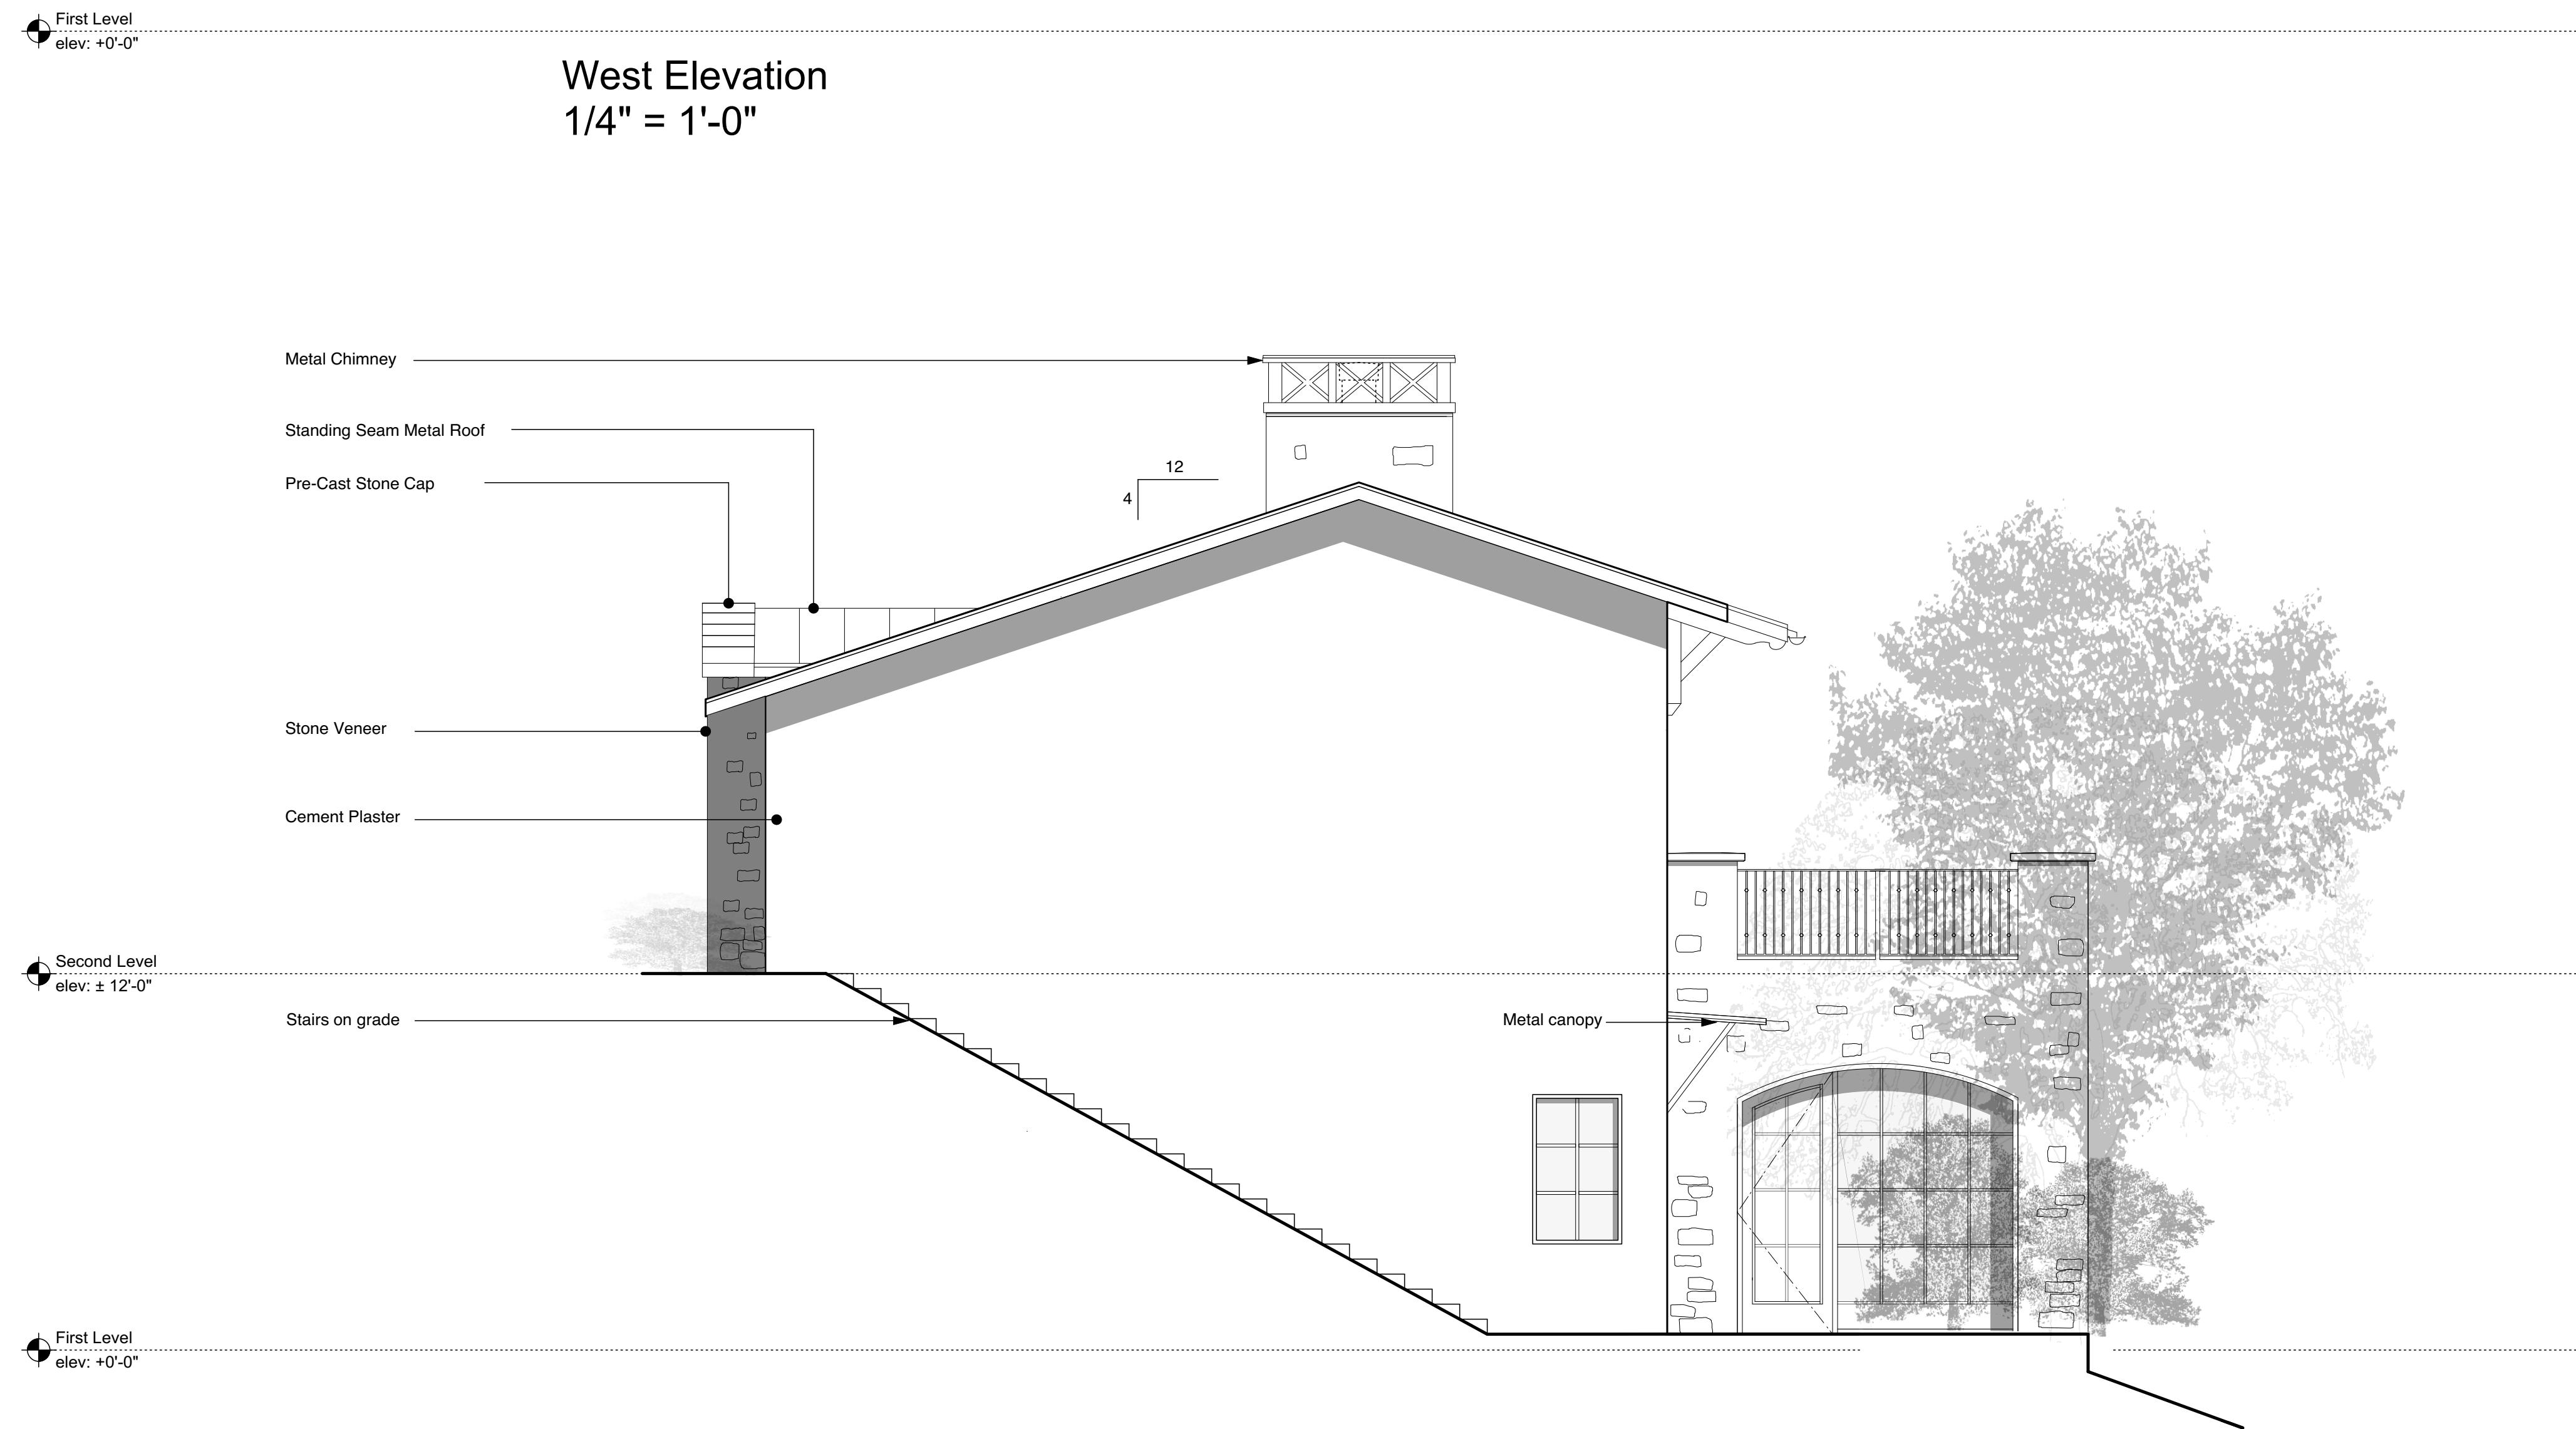 First Level
elev: +0'-0"
West Elevation
1/4" = 1'-0"
Metal Chimney
Standing Seam Metal Roof
12
Pre-Cast Stone Cap
4
Stone Veneer
Cement Plaster
Second Level
elev: ± 12'-0"
Stairs on grade
Metal canopy
First Level
elev: +0'-0"